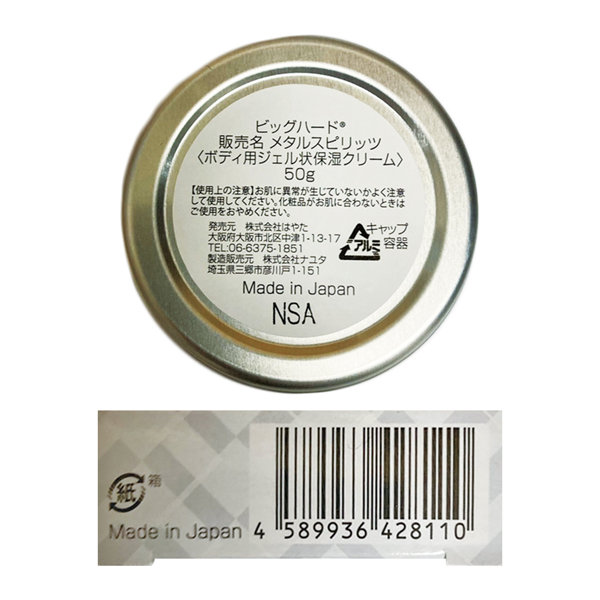 ビッグハード®
販売名 メタルスピリッツ
〈ボディ用ジェル状保湿クリーム〉
50g
【使用上の注意】お肌に異常が生じていないかよく注意
して使用してください。化粧品がお肌に合わないときは
ご使用をおやめください。
発売元 株式会社はやた
大阪府大阪市北区中津1-13-17
TEL:06-6375-1851
製造販売元 株式会社ナユタ
埼玉県三郷市彦川戸1-151
アルミ
キャップ
容器
Made in Japan
NSA
紙
箱
Made in Japan
4 589936 428110